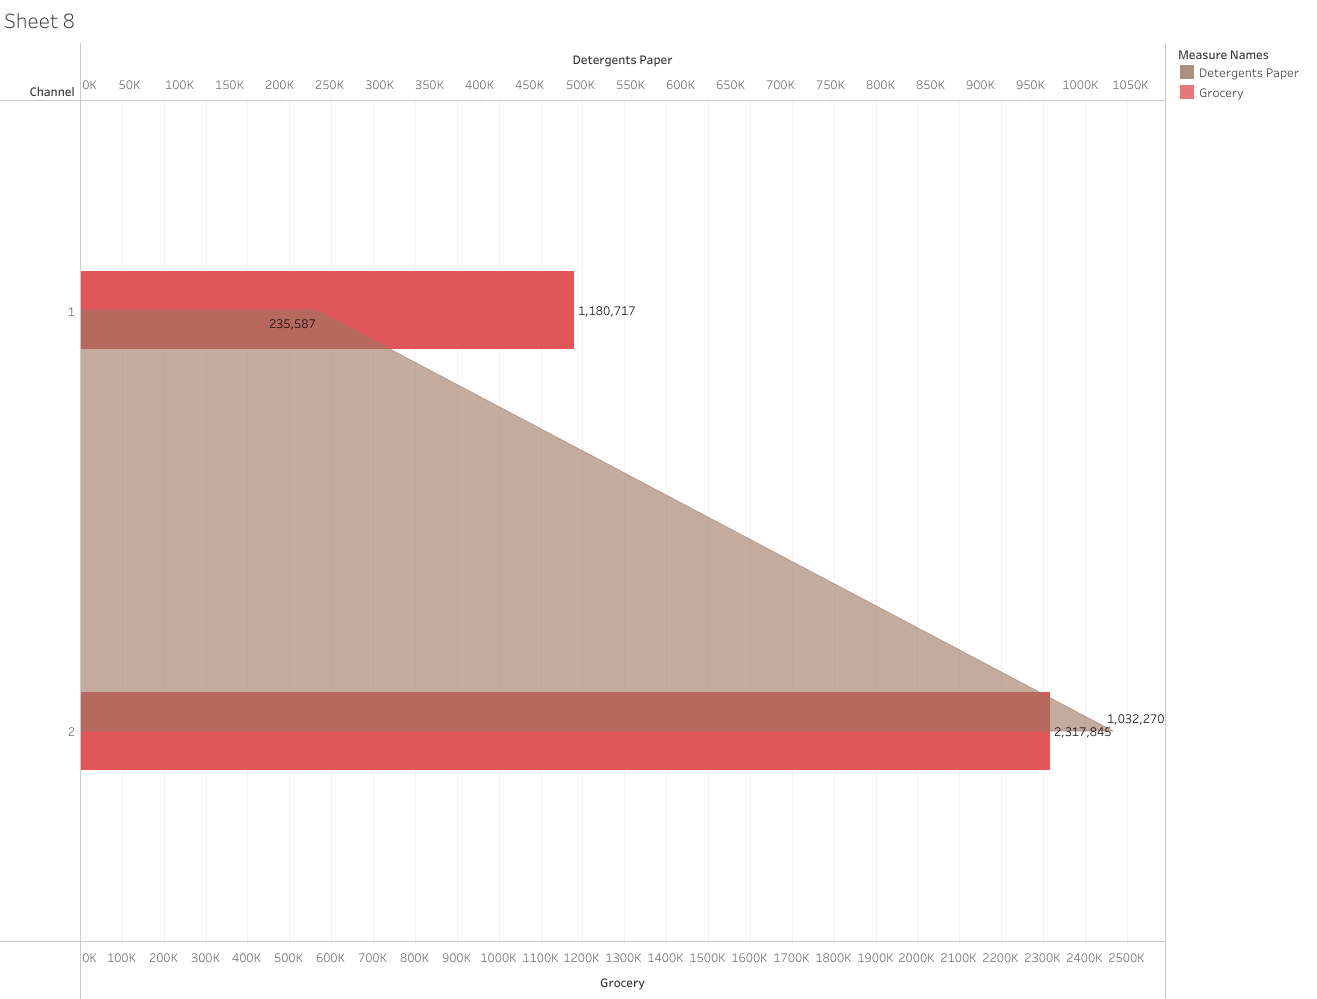 Sheet 8
Detergents Paper
0K 50K 100K 150K 200K 250K 300K 350K 400K 450K 500K 550K 600K 650K 700K 750K 800K 850K 900K 950K 1000K 1050K
Channel
1
235,587
1,180,717
2
1,032,270
2,317,845
0K 100K 200K 300K 400K 500K 600K 700K 800K 900K 1000K 1100K 1200K 1300K 1400K 1500K 1600K 1700K 1800K 1900K 2000K 2100K 2200K 2300K 2400K 2500K
Grocery
Measure Names
Detergents Paper
Grocery